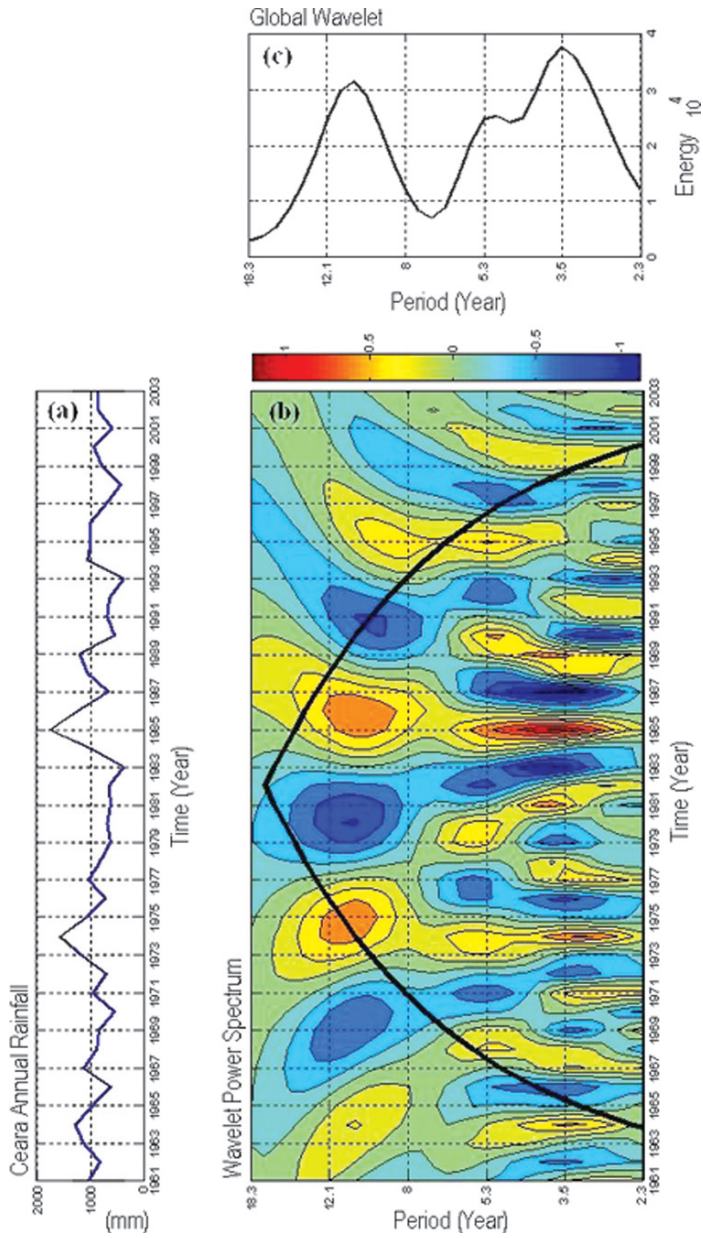 Ceara Annual Rainfall
(a)
2000
1000
0
(mm)
1961 1963 1965 1967 1969 1971 1973 1975 1977 1979 1981 1983 1985 1987 1989 1991 1993 1995 1997 1999 2001 2003
Time (Year)
Wavelet Power Spectrum
(b)
18.3
12.1
8
5.3
3.5
2.3
Period (Year)
1961 1963 1965 1967 1969 1971 1973 1975 1977 1979 1981 1983 1985 1987 1989 1991 1993 1995 1997 1999 2001 2003
Time (Year)
1
0.5
-0
-0.5
-1
Global Wavelet
(c)
18.3
12.1
8
5.3
3.5
2.3
Period (Year)
0 1 2 3 4
Energy 10 4